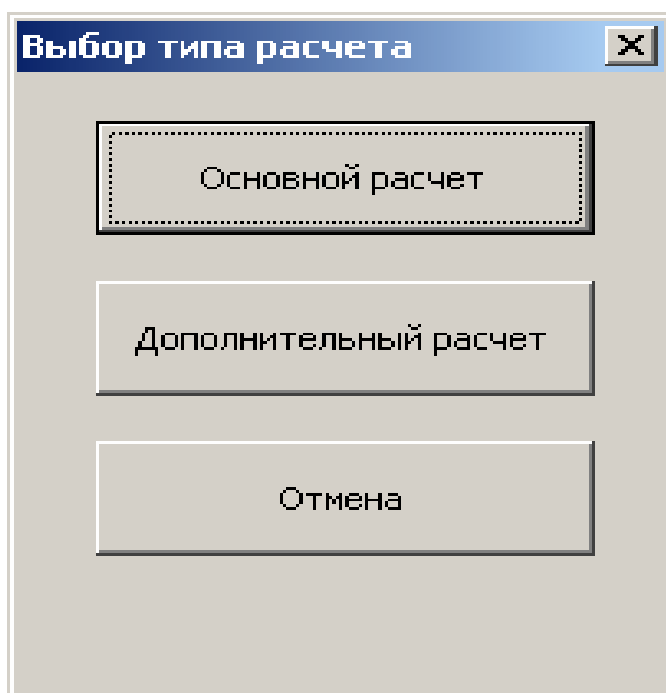 Выбор типа расчета
Основной расчет
Дополнительный расчет
Отмена